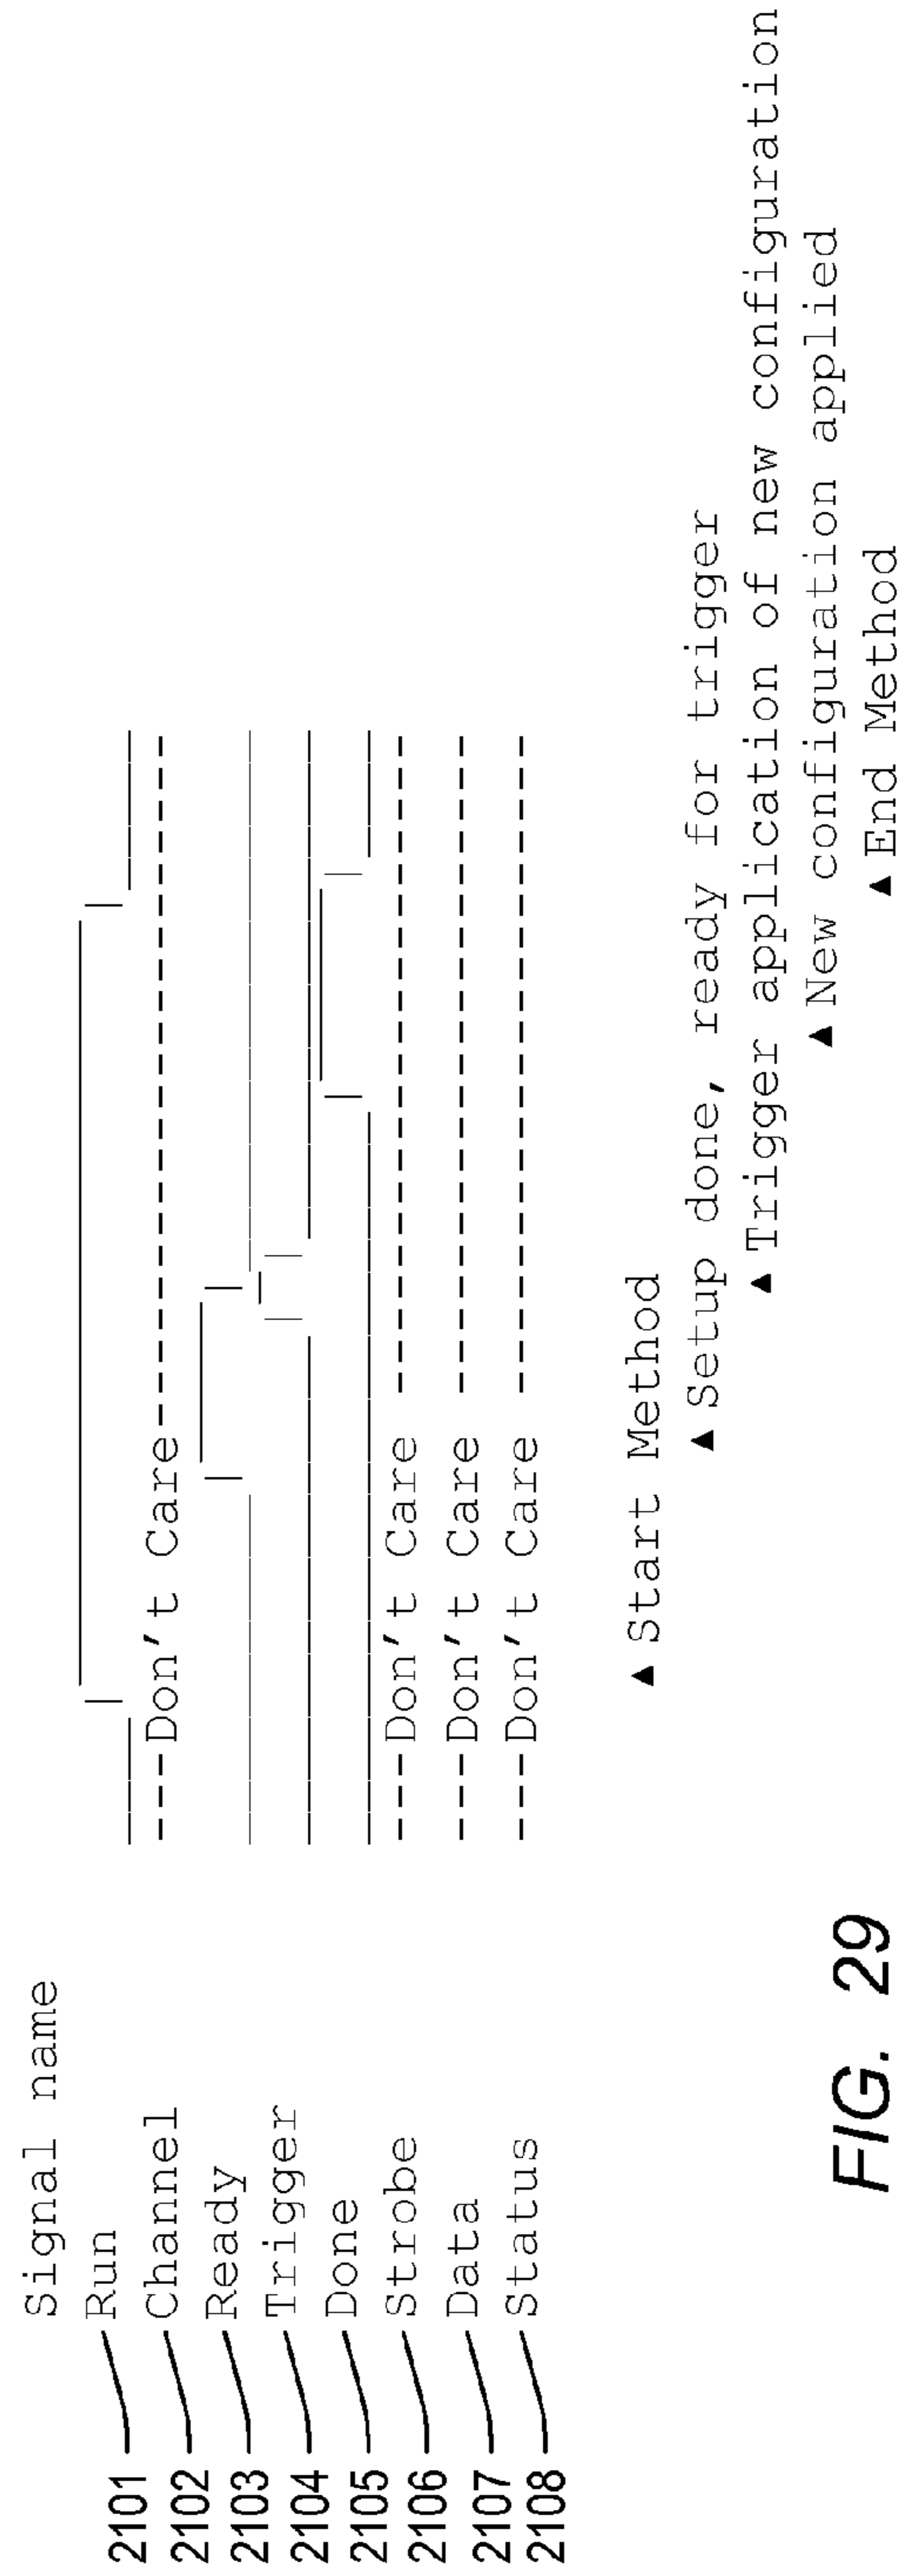 Signal name
2101 Run
2102 Channel ---Don't Care---------------------
2103 Ready
2104 Trigger
2105 Done
2106 Strobe ---Don't Care---------------------
2107 Data ---Don't Care---------------------
2108 Status ---Don't Care---------------------
▲ Start Method
▲ Setup done, ready for trigger
▲ Trigger application of new configuration
▲ New configuration applied
▲ End Method
FIG. 29